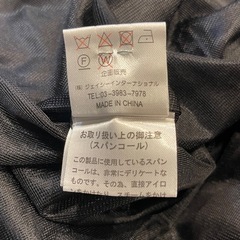 企画販売
(株) ジェイシーインターナショナル
TEL:03-3983-7978
MADE IN CHINA
お取り扱い上の御注意
(スパンコール)
この製品に使用しているスパン
コールは、非常にデリケートな
ものです。その為、直接アイロ